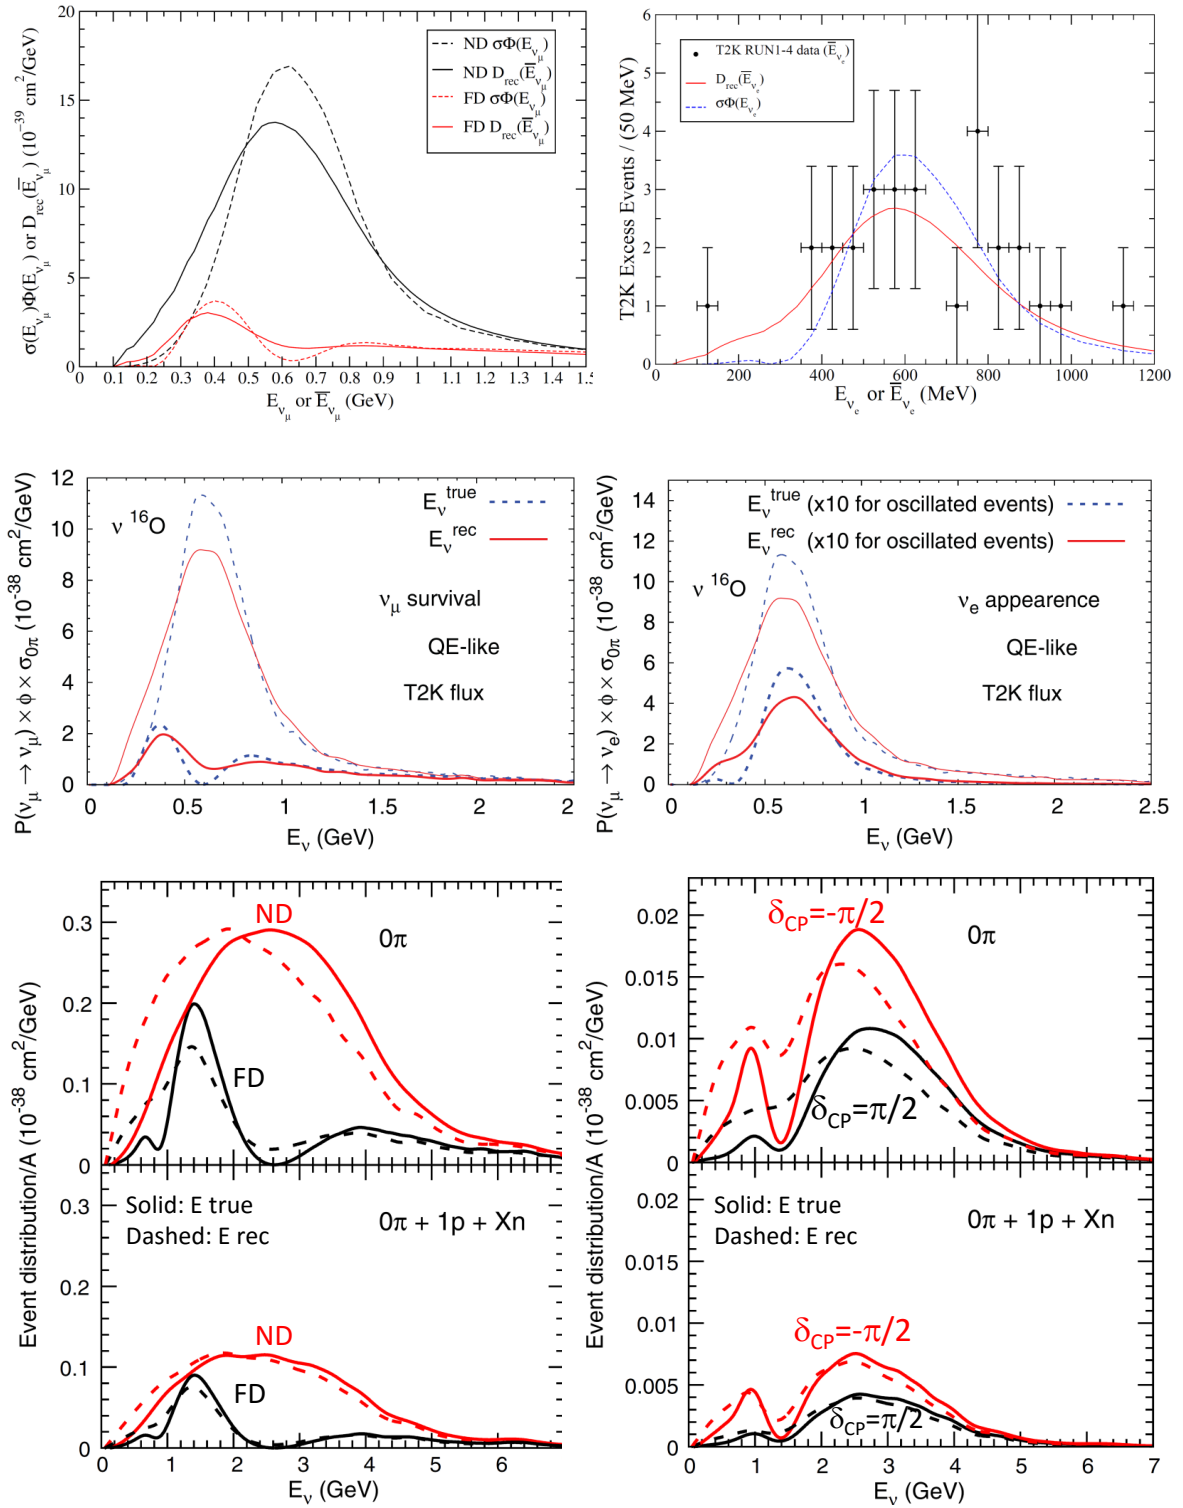 20
15
10
5
0
σ(E_νμ)Φ(E_νμ) or D_rec(E̅_νμ) (10⁻³⁹ cm²/GeV)
ND σΦ(E_νμ)
ND D_rec(E̅_νμ)
FD σΦ(E_νμ)
FD D_rec(E̅_νμ)
0 0.1 0.2 0.3 0.4 0.5 0.6 0.7 0.8 0.9 1 1.1 1.2 1.3 1.4 1.5
E_νμ or E̅_νμ (GeV)
6
5
4
3
2
1
0
T2K Excess Events / (50 MeV)
T2K RUN1-4 data (E̅_νe)
D_rec(E̅_νe)
σΦ(E_νe)
0 200 400 600 800 1000 1200
E_νe or E̅_νe (MeV)
12
10
8
6
4
2
0
P(ν_μ → ν_μ) × ϕ × σ_0π (10⁻³⁸ cm²/GeV)
E_ν^true
E_ν^rec
ν ¹⁶O
ν_μ survival
QE-like
T2K flux
0 0.5 1 1.5 2 2
E_ν (GeV)
14
12
10
8
6
4
2
0
P(ν_μ → ν_e) × ϕ × σ_0π (10⁻³⁸ cm²/GeV)
E_ν^true (x10 for oscillated events)
E_ν^rec (x10 for oscillated events)
ν ¹⁶O
ν_e appearence
QE-like
T2K flux
0 0.5 1 1.5 2 2.5
E_ν (GeV)
0.3
0.2
0.1
0
Event distribution/A (10⁻³⁸ cm²/GeV)
ND
0π
FD
0.3
0.2
0.1
0
Solid: E true
Dashed: E rec
0π + 1p + Xn
ND
FD
0 1 2 3 4 5 6
E_ν (GeV)
0.02
0.015
0.01
0.005
0
Event distribution/A (10⁻³⁸ cm²/GeV)
δ_CP=-π/2
0π
δ_CP=π/2
0.02
0.015
0.01
0.005
0
Solid: E true
Dashed: E rec
0π + 1p + Xn
δ_CP=-π/2
δ_CP=π/2
0 1 2 3 4 5 6 7
E_ν (GeV)